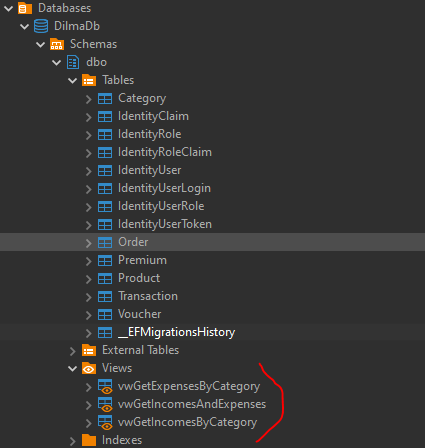 Databases
DilmaDb
Schemas
dbo
Tables
Category
IdentityClaim
IdentityRole
IdentityRoleClaim
IdentityUser
IdentityUserLogin
IdentityUserRole
IdentityUserToken
Order
Premium
Product
Transaction
Voucher
__EFMigrationsHistory
External Tables
Views
vwGetExpensesByCategory
vwGetIncomesAndExpenses
vwGetIncomesByCategory
Indexes